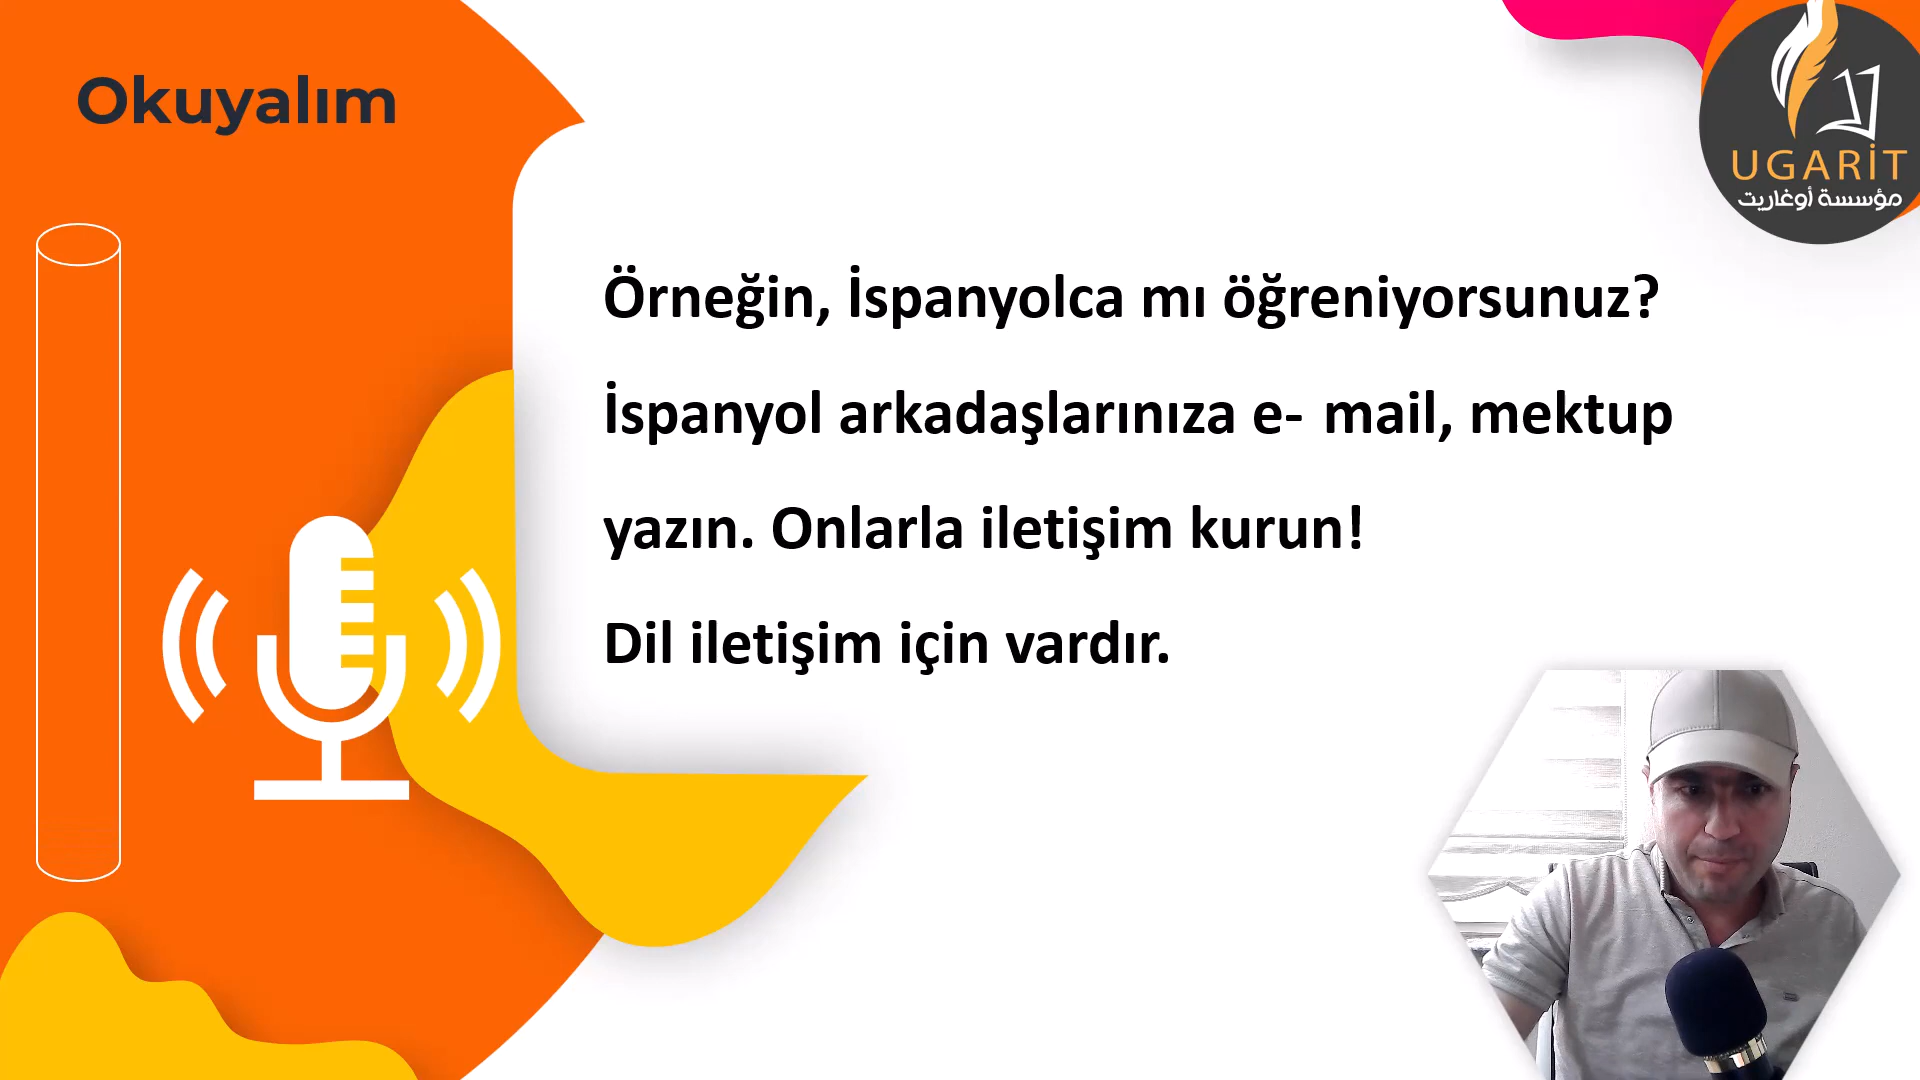 Okuyalım
UGARİT
مؤسسة أوغاريت
Örneğin, İspanyolca mı öğreniyorsunuz?
İspanyol arkadaşlarınıza e- mail, mektup
yazın. Onlarla iletişim kurun!
Dil iletişim için vardır.